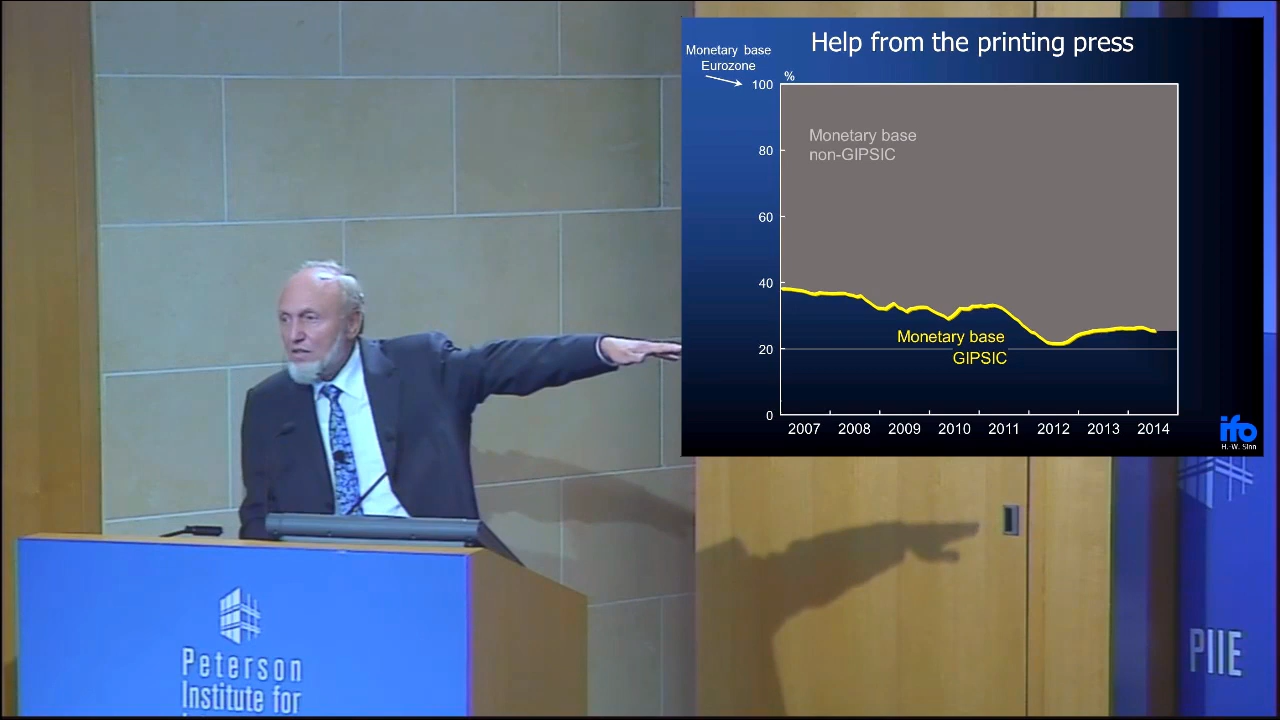 Help from the printing press
Monetary base
Eurozone
%
100
80
60
40
20
0
Monetary base
non-GIPSIC
Monetary base
GIPSIC
2007 2008 2009 2010 2011 2012 2013 2014
ifo
H.-W. Sinn
Peterson
Institute for
PIIE